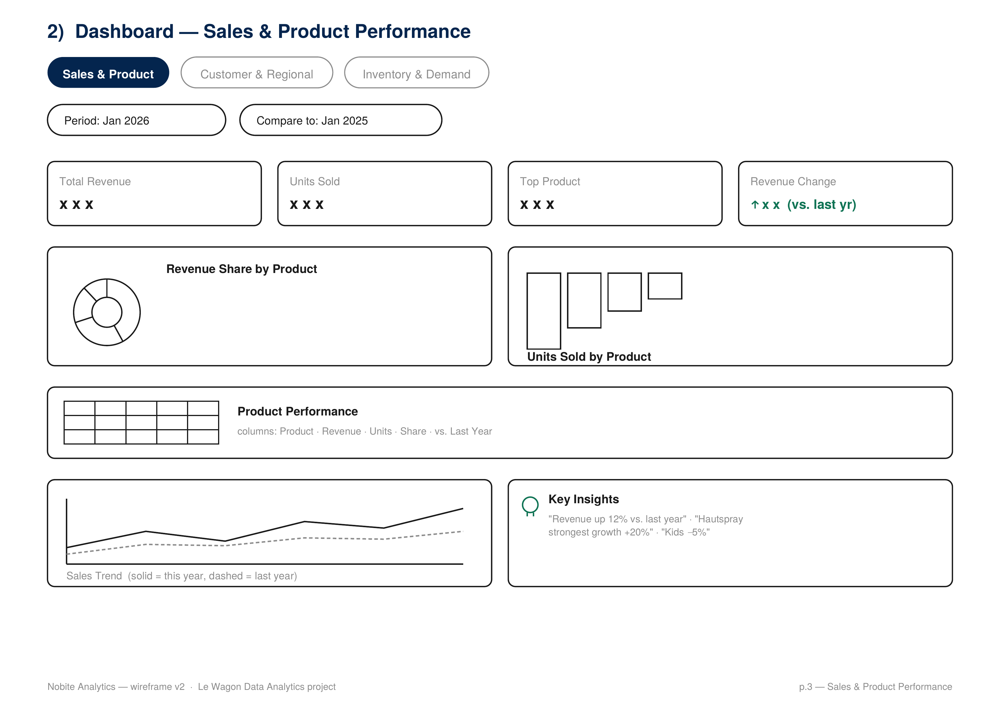 2)  Dashboard — Sales & Product Performance
Sales & Product
Customer & Regional
Inventory & Demand
Period: Jan 2026
Compare to: Jan 2025
Total Revenue
x x x
Units Sold
x x x
Top Product
x x x
Revenue Change
↑ x x  (vs. last yr)
Revenue Share by Product
Units Sold by Product
Product Performance
columns: Product · Revenue · Units · Share · vs. Last Year
Sales Trend  (solid = this year, dashed = last year)
Key Insights
"Revenue up 12% vs. last year" · "Hautspray
strongest growth +20%" · "Kids −5%"
Nobite Analytics — wireframe v2  ·  Le Wagon Data Analytics project
p.3 — Sales & Product Performance